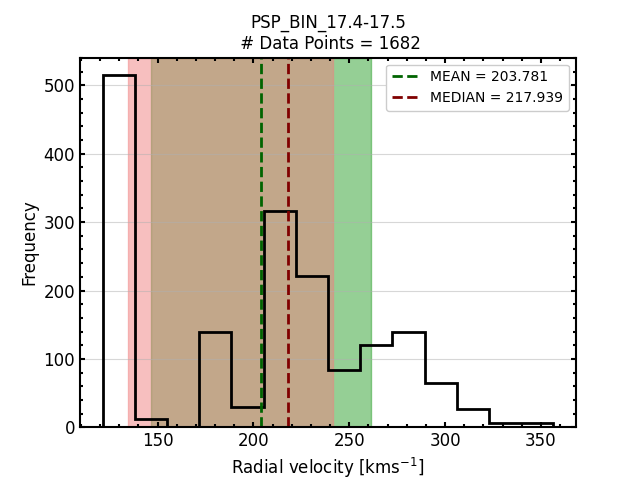 PSP_BIN_17.4-17.5
# Data Points = 1682
MEAN = 203.781
MEDIAN = 217.939
Frequency
500
400
300
200
100
0
150 200 250 300 350
Radial velocity [kms⁻¹]